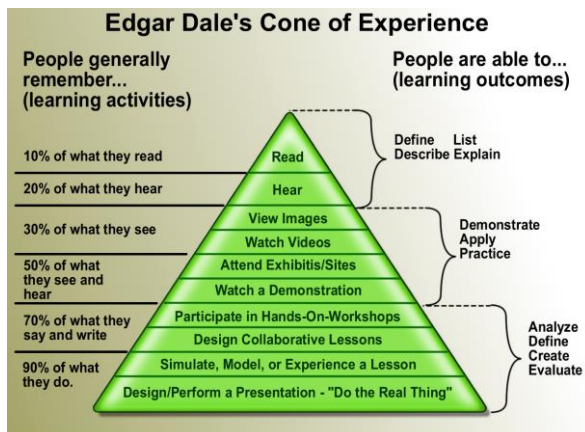 Edgar Dale's Cone of Experience
People generally
remember...
(learning activities)
People are able to...
(learning outcomes)
10% of what they read
20% of what they hear
30% of what they see
50% of what
they see and
hear
70% of what they
say and write
90% of what
they do.
Read
Hear
View Images
Watch Videos
Attend Exhibitis/Sites
Watch a Demonstration
Participate in Hands-On-Workshops
Design Collaborative Lessons
Simulate, Model, or Experience a Lesson
Design/Perform a Presentation - "Do the Real Thing"
Define List
Describe Explain
Demonstrate
Apply
Practice
Analyze
Define
Create
Evaluate